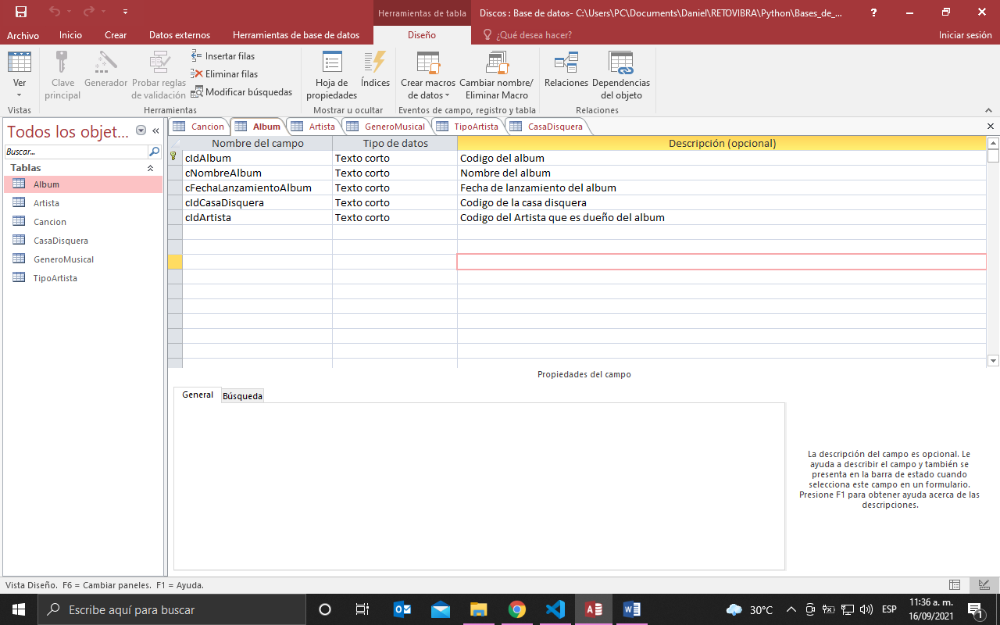 Herramientas de tabla
Discos : Base de datos- C:\Users\PC\Documents\Daniel\RETOVIBRA\Python\Bases_de_...
?
Archivo
Inicio
Crear
Datos externos
Herramientas de base de datos
Diseño
¿Qué desea hacer?
Iniciar sesión
Ver
Clave principal
Generador
Probar reglas de validación
Insertar filas
Eliminar filas
Modificar búsquedas
Hoja de propiedades
Índices
Crear macros de datos
Cambiar nombre/ Eliminar Macro
Relaciones
Dependencias del objeto
Vistas
Herramientas
Mostrar u ocultar
Eventos de campo, registro y tabla
Relaciones
Todos los objet...
Buscar...
Tablas
Album
Artista
Cancion
CasaDisquera
GeneroMusical
TipoArtista
Cancion
Album
Artista
GeneroMusical
TipoArtista
CasaDisquera
Nombre del campo
Tipo de datos
Descripción (opcional)
cIdAlbum
Texto corto
Codigo del album
cNombreAlbum
Texto corto
Nombre del album
cFechaLanzamientoAlbum
Texto corto
Fecha de lanzamiento del album
cIdCasaDisquera
Texto corto
Codigo de la casa disquera
cIdArtista
Texto corto
Codigo del Artista que es dueño del album
Propiedades del campo
General
Búsqueda
La descripción del campo es opcional. Le
ayuda a describir el campo y también se
presenta en la barra de estado cuando
selecciona este campo en un formulario.
Presione F1 para obtener ayuda acerca de las
descripciones.
Vista Diseño. F6 = Cambiar paneles. F1 = Ayuda.
Escribe aquí para buscar
30°C
ESP
11:36 a. m.
16/09/2021
1